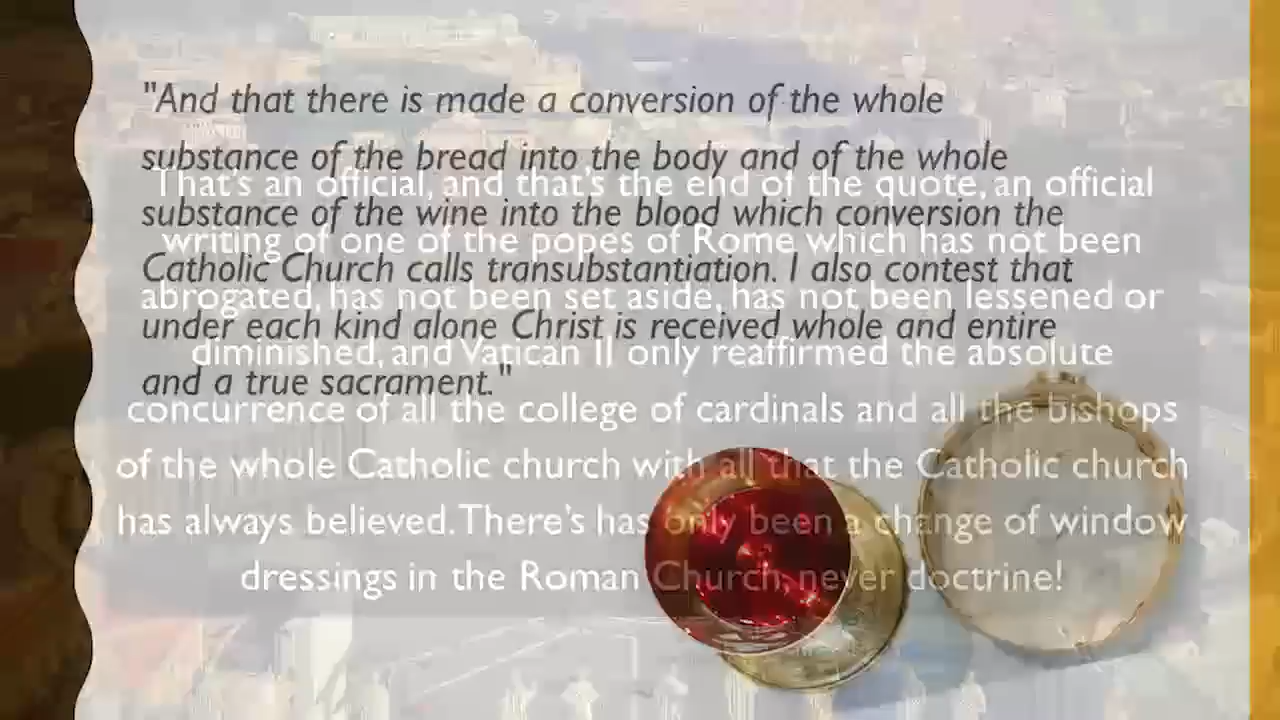 "And that there is made a conversion of the whole
substance of the bread into the body and of the whole
substance of the wine into the blood which conversion the
Catholic Church calls transubstantiation. I also contest that
under each kind alone Christ is received whole and entire
and a true sacrament."
That's an official, and that's the end of the quote, an official
writing of one of the popes of Rome which has not been
abrogated, has not been set aside, has not been lessened or
diminished, and Vatican II only reaffirmed the absolute
concurrence of all the college of cardinals and all the bishops
of the whole Catholic church with all that the Catholic church
has always believed. There's has only been a change of window
dressings in the Roman Church, never doctrine!